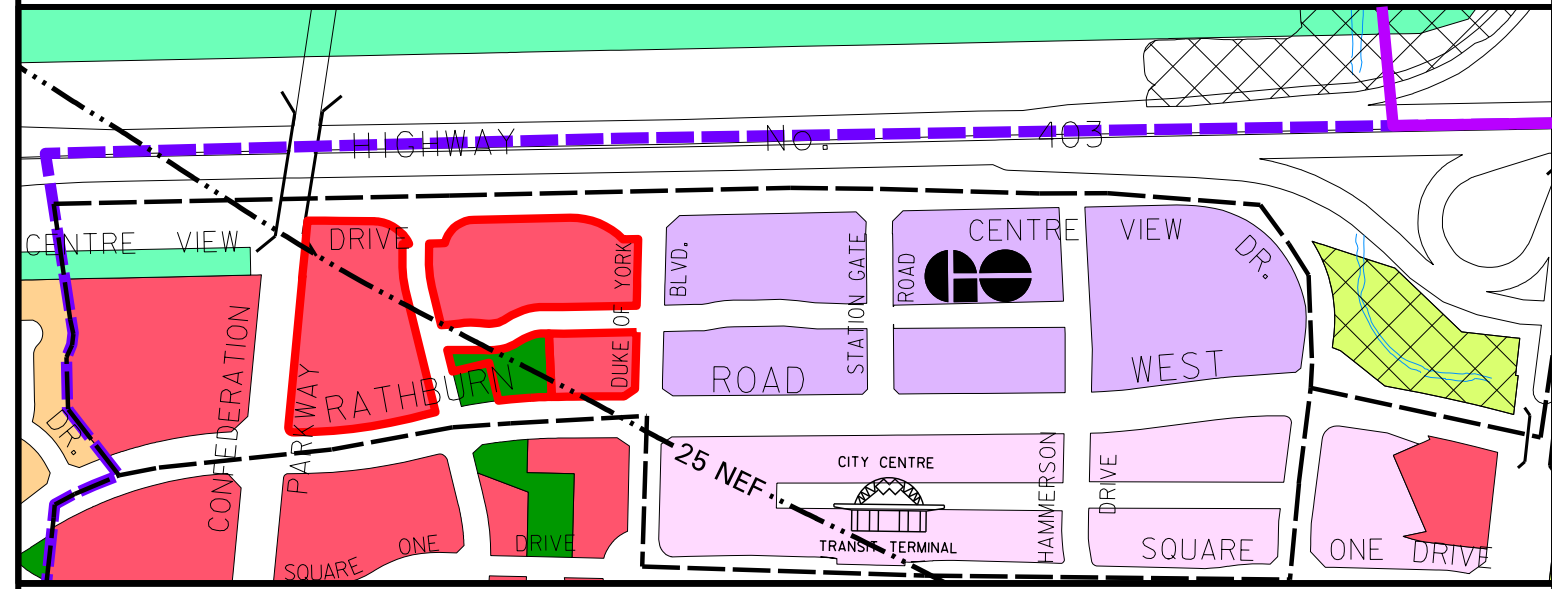 HIGHWAY No. 403
CENTRE VIEW DRIVE
CENTRE VIEW DR.
DUKE OF YORK BLVD.
STATION GATE ROAD
GO
CONFEDERATION PARKWAY
RATHBURN ROAD WEST
DR.
25 NEF
CITY CENTRE
TRANSIT TERMINAL
HAMMERSON DRIVE
SQUARE ONE DRIVE
SQUARE ONE DRIVE